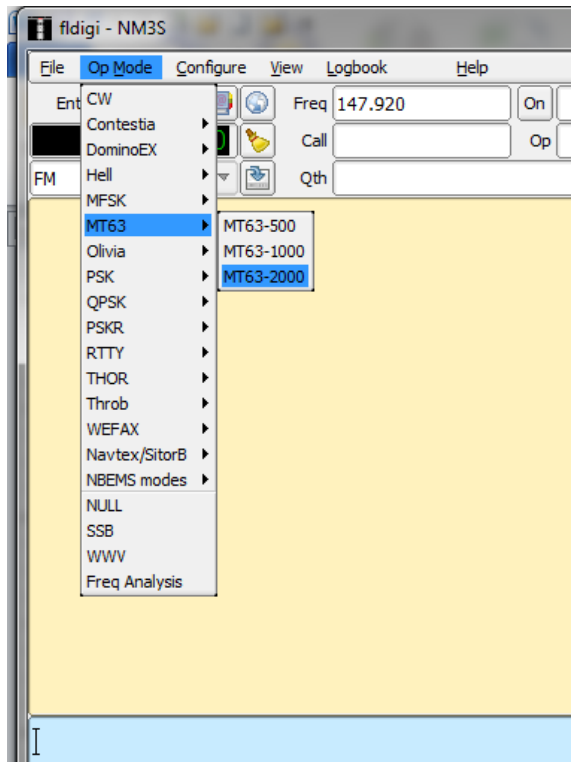 fldigi - NM3S
File Op Mode Configure View Logbook Help
Ent Freq 147.920 On
Call Op
FM Qth
CW
Contestia
DominoEX
Hell
MFSK
MT63
MT63-500
MT63-1000
MT63-2000
Olivia
PSK
QPSK
PSKR
RTTY
THOR
Throb
WEFAX
Navtex/SitorB
NBEMS modes
NULL
SSB
WWV
Freq Analysis